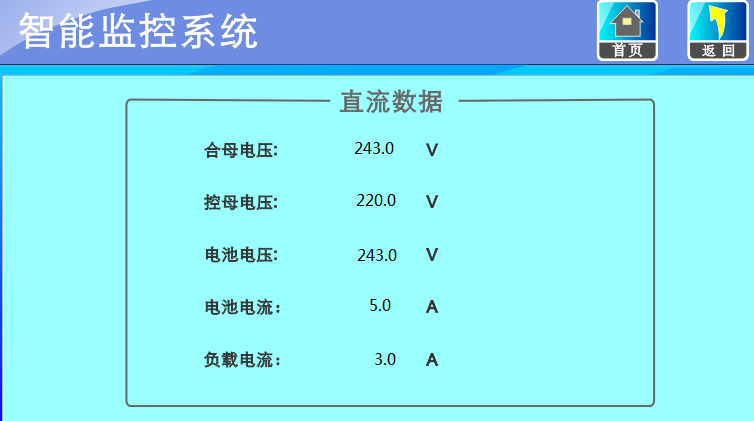 智能监控系统
首页
返回
直流数据
合母电压: 243.0 V
控母电压: 220.0 V
电池电压: 243.0 V
电池电流: 5.0 A
负载电流: 3.0 A